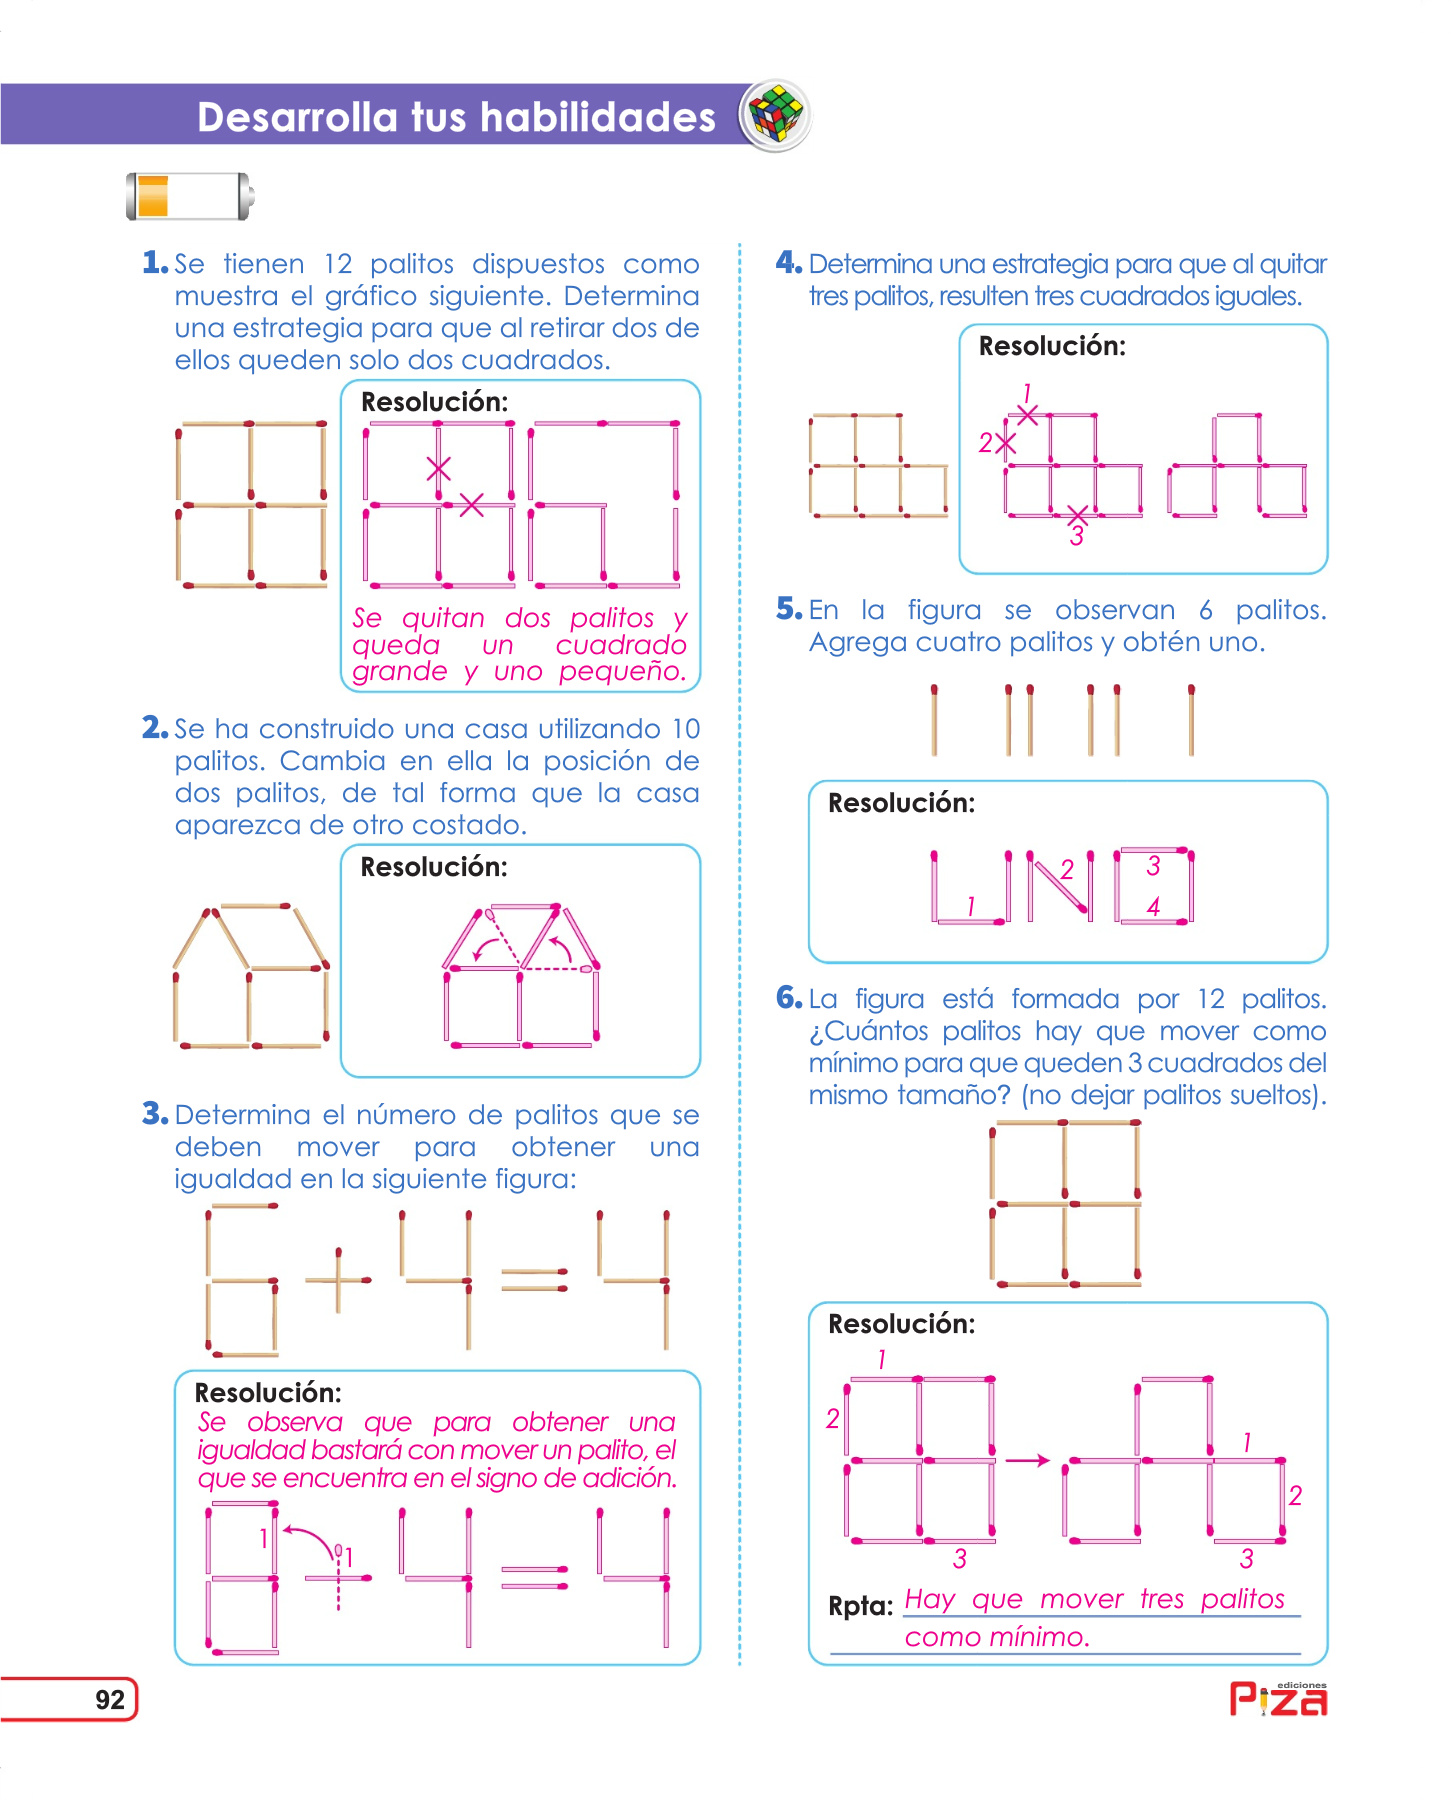 Desarrolla tus habilidades
1. Se tienen 12 palitos dispuestos como
muestra el gráfico siguiente. Determina
una estrategia para que al retirar dos de
ellos queden solo dos cuadrados.
Resolución:
Se quitan dos palitos y
queda un cuadrado
grande y uno pequeño.
2. Se ha construido una casa utilizando 10
palitos. Cambia en ella la posición de
dos palitos, de tal forma que la casa
aparezca de otro costado.
Resolución:
3. Determina el número de palitos que se
deben mover para obtener una
igualdad en la siguiente figura:
Resolución:
Se observa que para obtener una
igualdad bastará con mover un palito, el
que se encuentra en el signo de adición.
1
1
4. Determina una estrategia para que al quitar
tres palitos, resulten tres cuadrados iguales.
Resolución:
1
2
3
5. En la figura se observan 6 palitos.
Agrega cuatro palitos y obtén uno.
Resolución:
1
2
3
4
6. La figura está formada por 12 palitos.
¿Cuántos palitos hay que mover como
mínimo para que queden 3 cuadrados del
mismo tamaño? (no dejar palitos sueltos).
Resolución:
1
2
3
1
2
3
Rpta: Hay que mover tres palitos
como mínimo.
92
ediciones
Piza